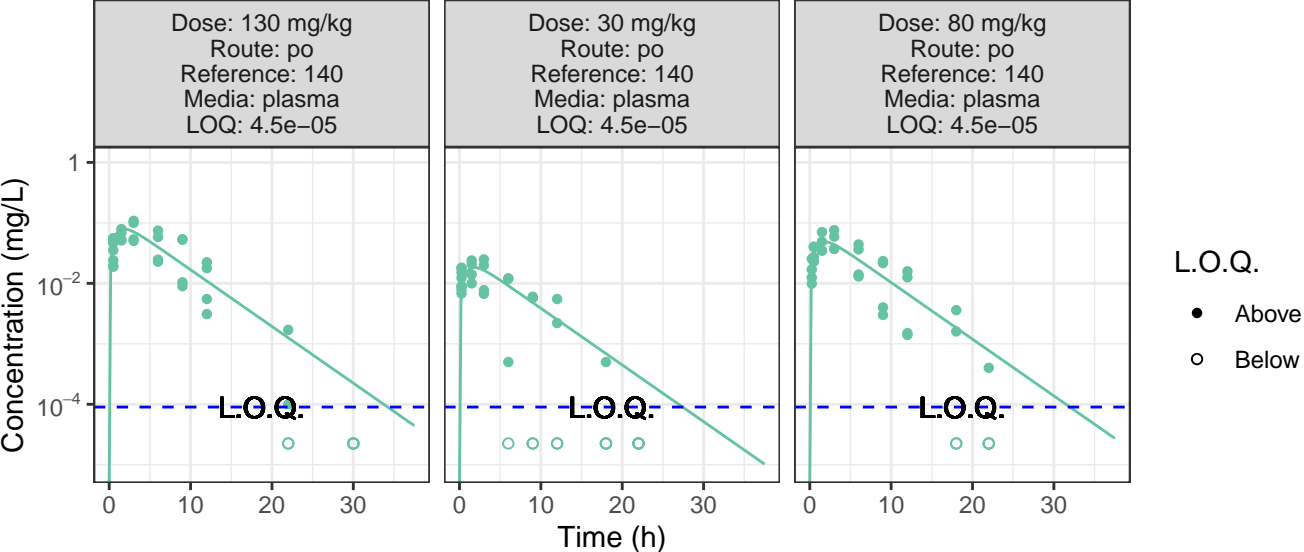 Dose: 130 mg/kg
Route: po
Reference: 140
Media: plasma
LOQ: 4.5e−05
Dose: 30 mg/kg
Route: po
Reference: 140
Media: plasma
LOQ: 4.5e−05
Dose: 80 mg/kg
Route: po
Reference: 140
Media: plasma
LOQ: 4.5e−05
Concentration (mg/L)
1
10⁻²
10⁻⁴
L.O.Q.
L.O.Q.
L.O.Q.
0 10 20 30
0 10 20 30
0 10 20 30
Time (h)
L.O.Q.
Above
Below